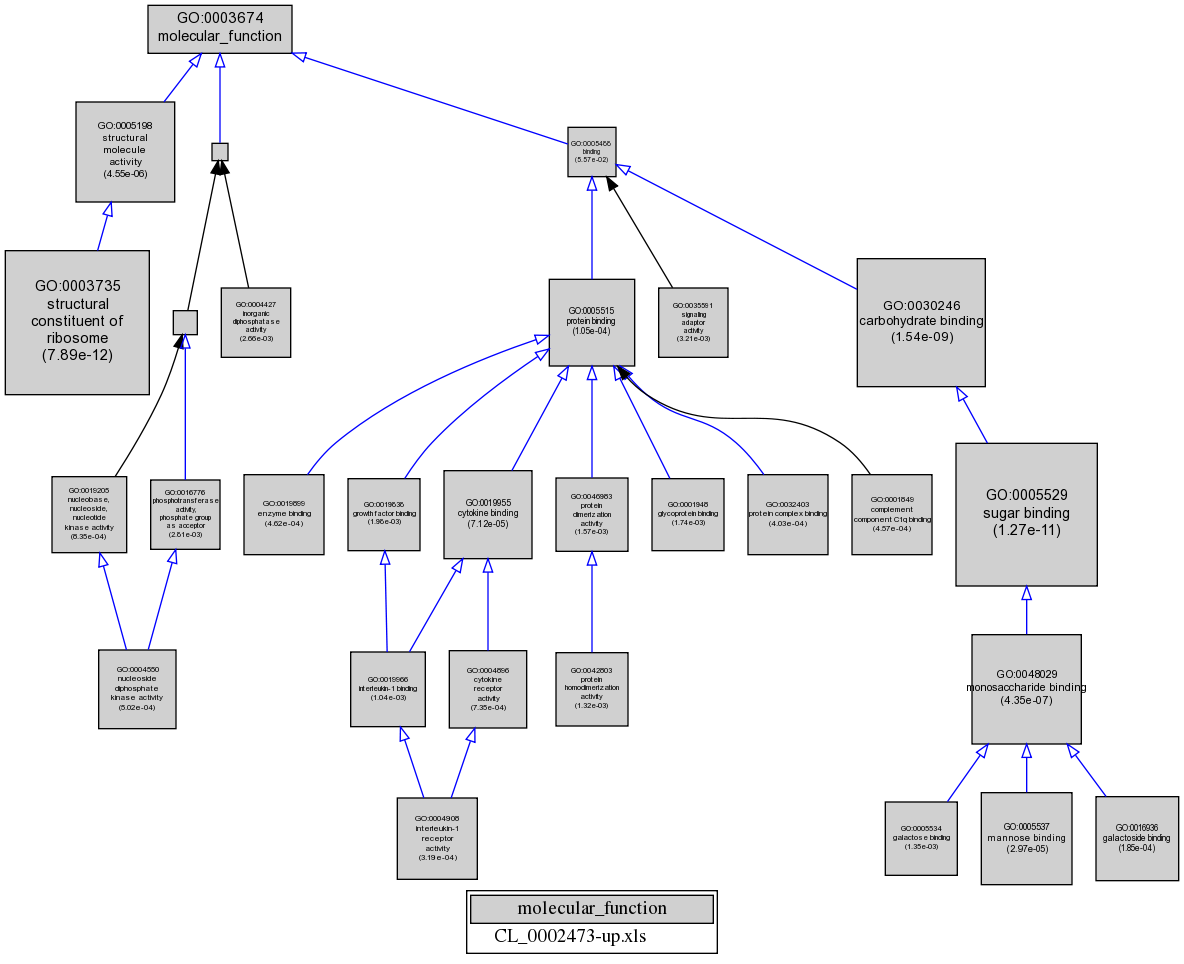 GO:0003674
molecular_function
GO:0005198
structural
molecule
activity
(4.55e-06)
GO:0005488
binding
(5.57e-02)
GO:0003735
structural
constituent of
ribosome
(7.89e-12)
GO:0004427
inorganic
diphosphatase
activity
(2.66e-03)
GO:0005515
protein binding
(1.05e-04)
GO:0035591
signaling
adaptor
activity
(3.21e-03)
GO:0030246
carbohydrate binding
(1.54e-09)
GO:0019205
nucleobase,
nucleoside,
nucleotide
kinase activity
(6.35e-04)
GO:0016776
phosphotransferase
activity,
phosphate group
as acceptor
(2.61e-03)
GO:0019899
enzyme binding
(4.62e-04)
GO:0019838
growth factor binding
(1.96e-03)
GO:0019955
cytokine binding
(7.12e-05)
GO:0046983
protein
dimerization
activity
(1.57e-03)
GO:0001948
glycoprotein binding
(1.74e-03)
GO:0032403
protein complex binding
(4.03e-04)
GO:0001849
complement
component C1q binding
(4.57e-04)
GO:0005529
sugar binding
(1.27e-11)
GO:0004550
nucleoside
diphosphate
kinase activity
(5.02e-04)
GO:0019966
interleukin-1 binding
(1.04e-03)
GO:0004896
cytokine
receptor
activity
(7.35e-04)
GO:0042803
protein
homodimerization
activity
(1.32e-03)
GO:0048029
monosaccharide binding
(4.35e-07)
GO:0004908
interleukin-1
receptor
activity
(3.19e-04)
GO:0005534
galactose binding
(1.35e-03)
GO:0005537
mannose binding
(2.97e-05)
GO:0016936
galactoside binding
(1.85e-04)
molecular_function
CL_0002473-up.xls